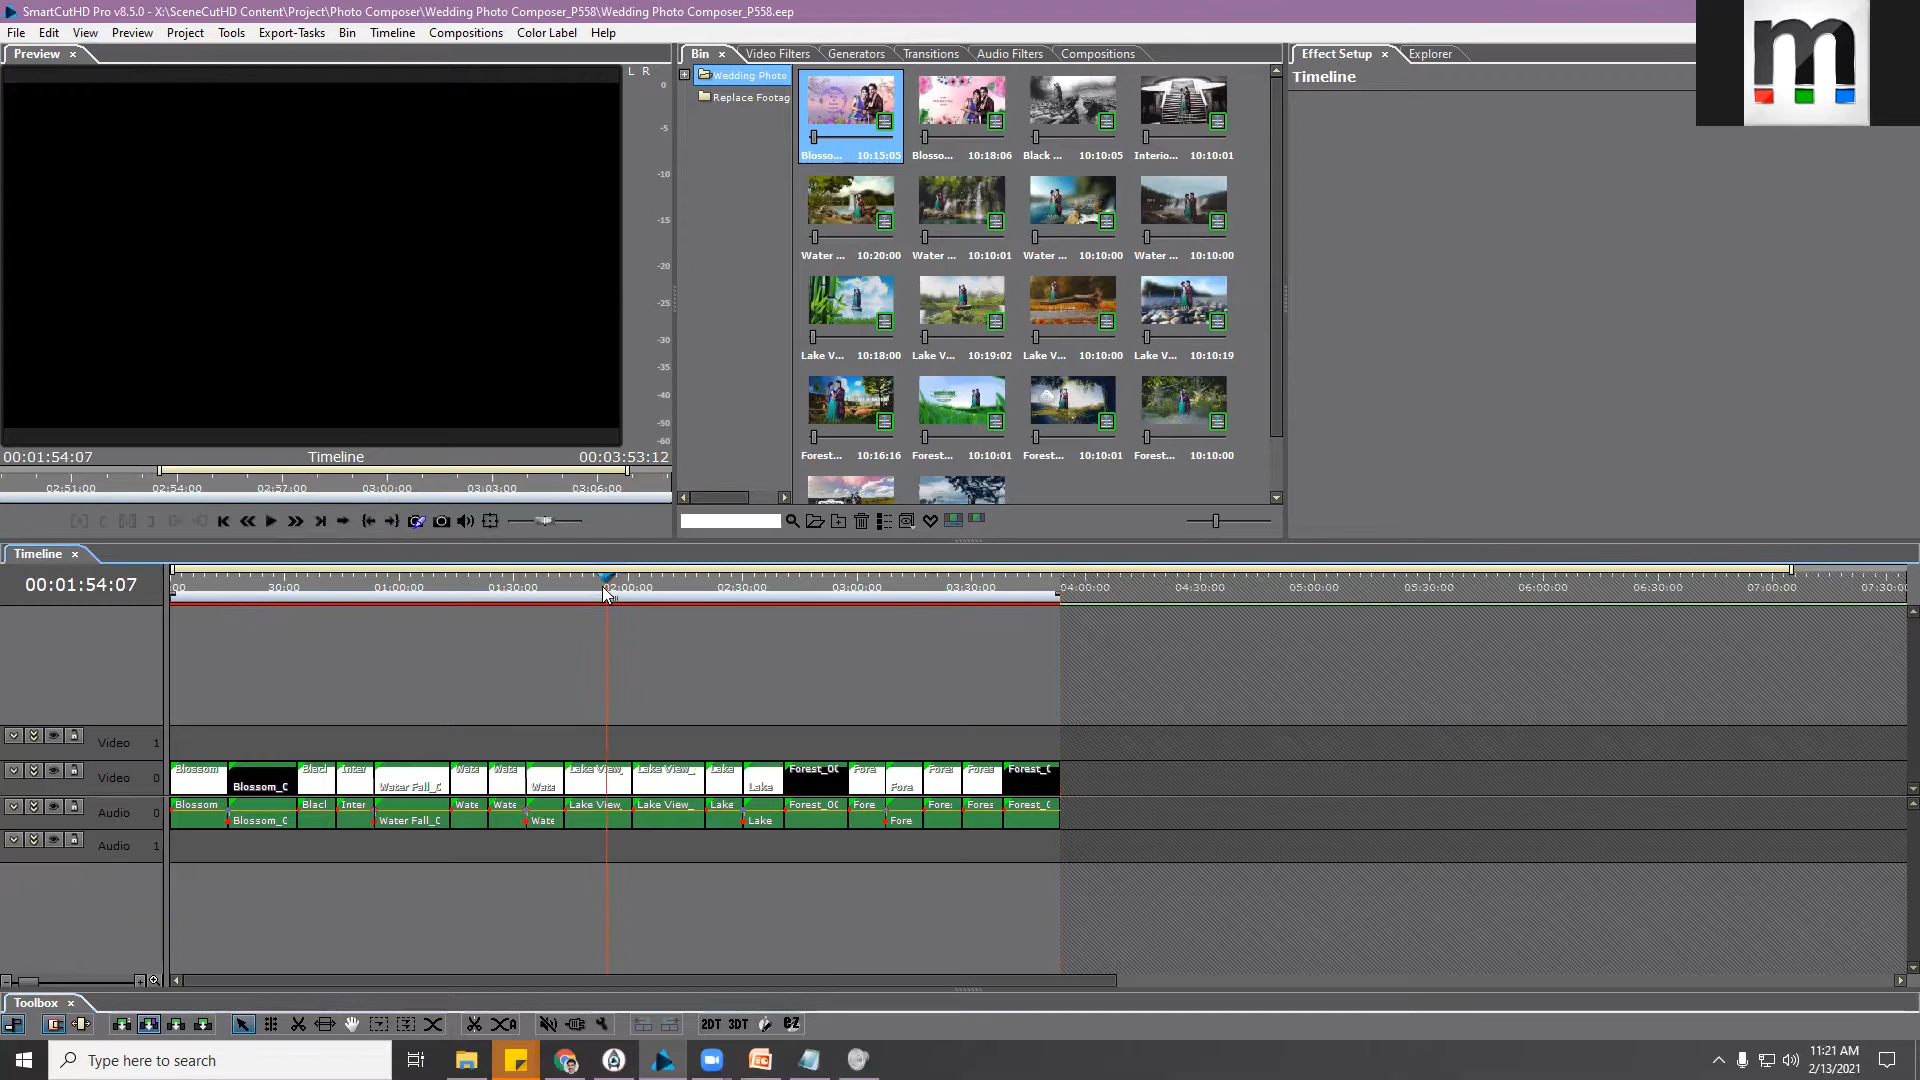 SmartCutHD Pro v8.5.0 - X:\SceneCutHD Content\Project\Photo Composer\Wedding Photo Composer_P558\Wedding Photo Composer_P558.eep
File Edit View Preview Project Tools Export-Tasks Bin Timeline Compositions Color Label Help
Preview
L R
0
-5
-10
-15
-20
-25
-30
-35
-40
-45
-50
-60
00:01:54:07 Timeline 00:03:53:12
02:51:00 02:54:00 02:57:00 03:00:00 03:03:00 03:06:00
Bin Video Filters Generators Transitions Audio Filters Compositions
Wedding Photo
Replace Footag
Blosso... 10:15:05 Blosso... 10:18:06 Black ... 10:10:05 Interio... 10:10:01
Water ... 10:20:00 Water ... 10:10:01 Water ... 10:10:00 Water ... 10:10:00
Lake V... 10:18:00 Lake V... 10:19:02 Lake V... 10:10:00 Lake V... 10:10:19
Forest... 10:16:16 Forest... 10:10:01 Forest... 10:10:01 Forest... 10:10:00
Effect Setup Explorer
Timeline
m
Timeline
00:01:54:07
:00 30:00 01:00:00 01:30:00 02:00:00 02:30:00 03:00:00 03:30:00 04:00:00 04:30:00 05:00:00 05:30:00 06:00:00 06:30:00 07:00:00 07:30:00
Video 1
Video 0
Blossom Blosssom_C Blacl Inter Water Fall_C Wate Wate Wate Lake View_ Lake View_ Lake Lake Forest_0C Fore Fore Fore: Fores Forest_C
Audio 0
Blossom Blossom_C Blacl Inter Water Fall_C Wate Wate Wate Lake View_ Lake View_ Lake Lake Forest_0C Fore Fore Fore: Fores Forest_C
Audio 1
Toolbox
2DT 3DT eZ
Type here to search
11:21 AM
2/13/2021